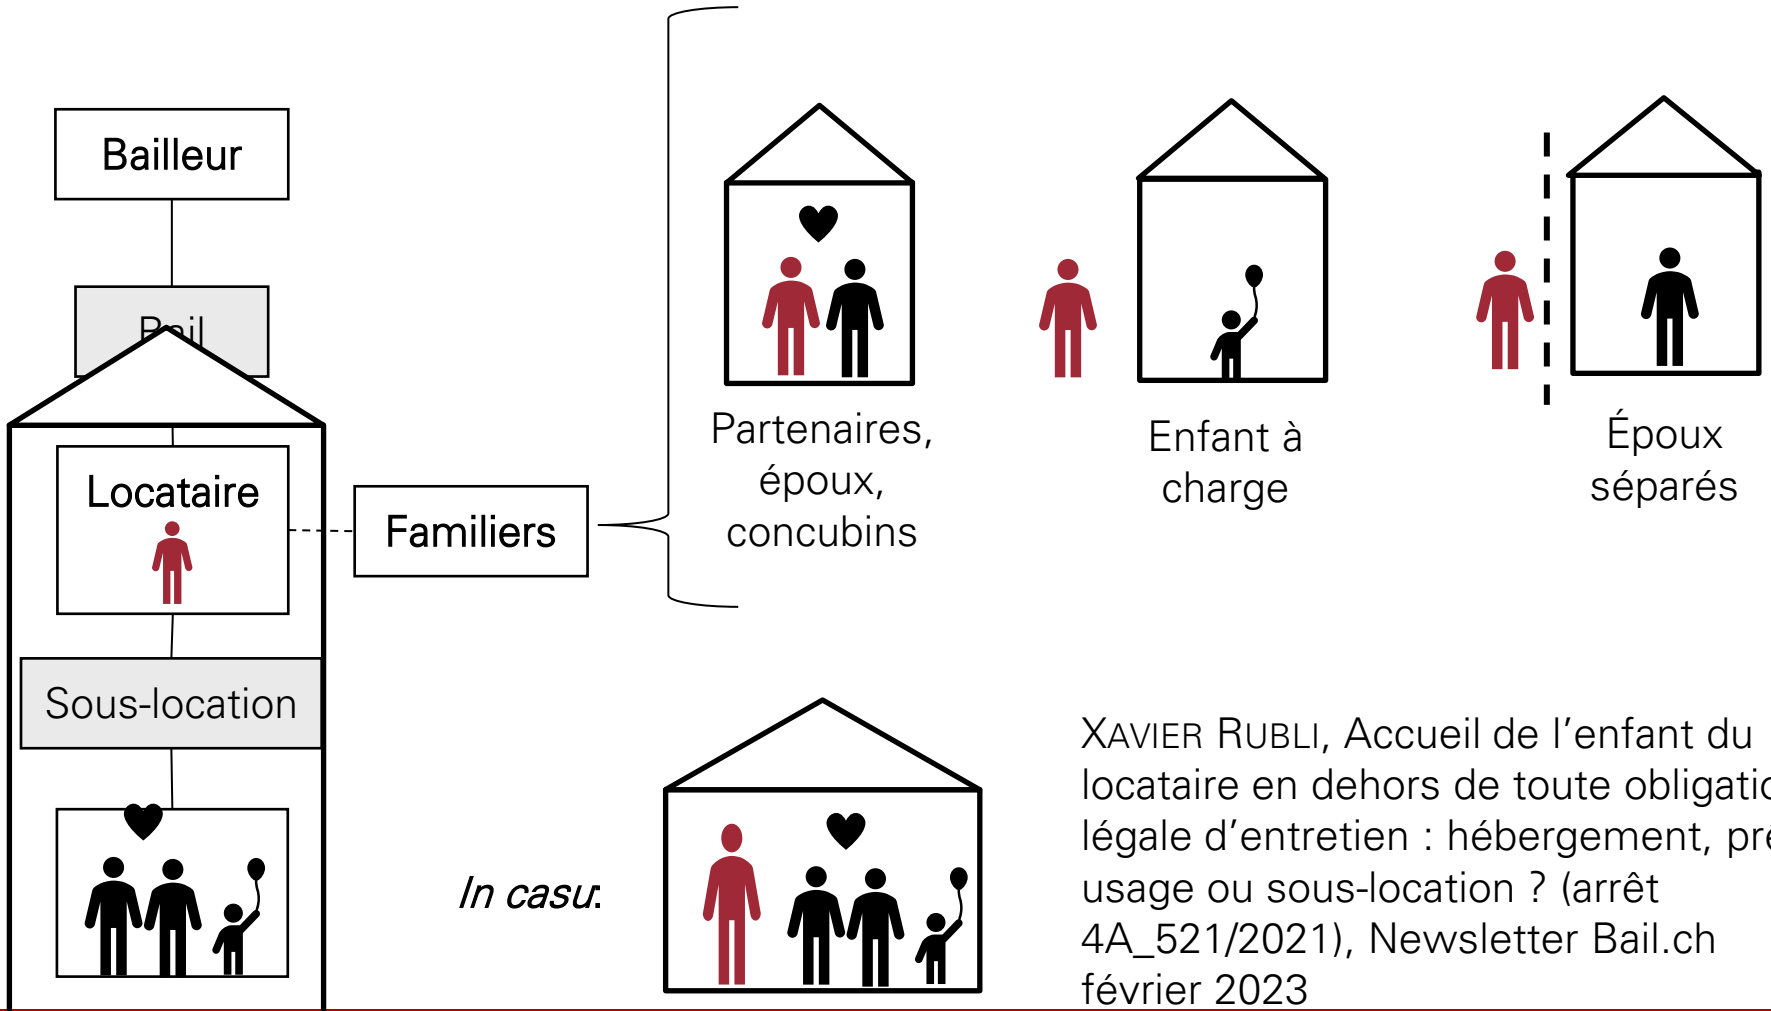 Bailleur
Bail
Locataire
Familiers
Sous-location
Partenaires,
époux,
concubins
Enfant à
charge
Époux
séparés
In casu:
XAVIER RUBLI, Accueil de l’enfant du
locataire en dehors de toute
légale d’entretien : hébergement,
usage ou sous-location ? (arrêt
4A_521/2021), Newsletter Bail.ch
février 2023